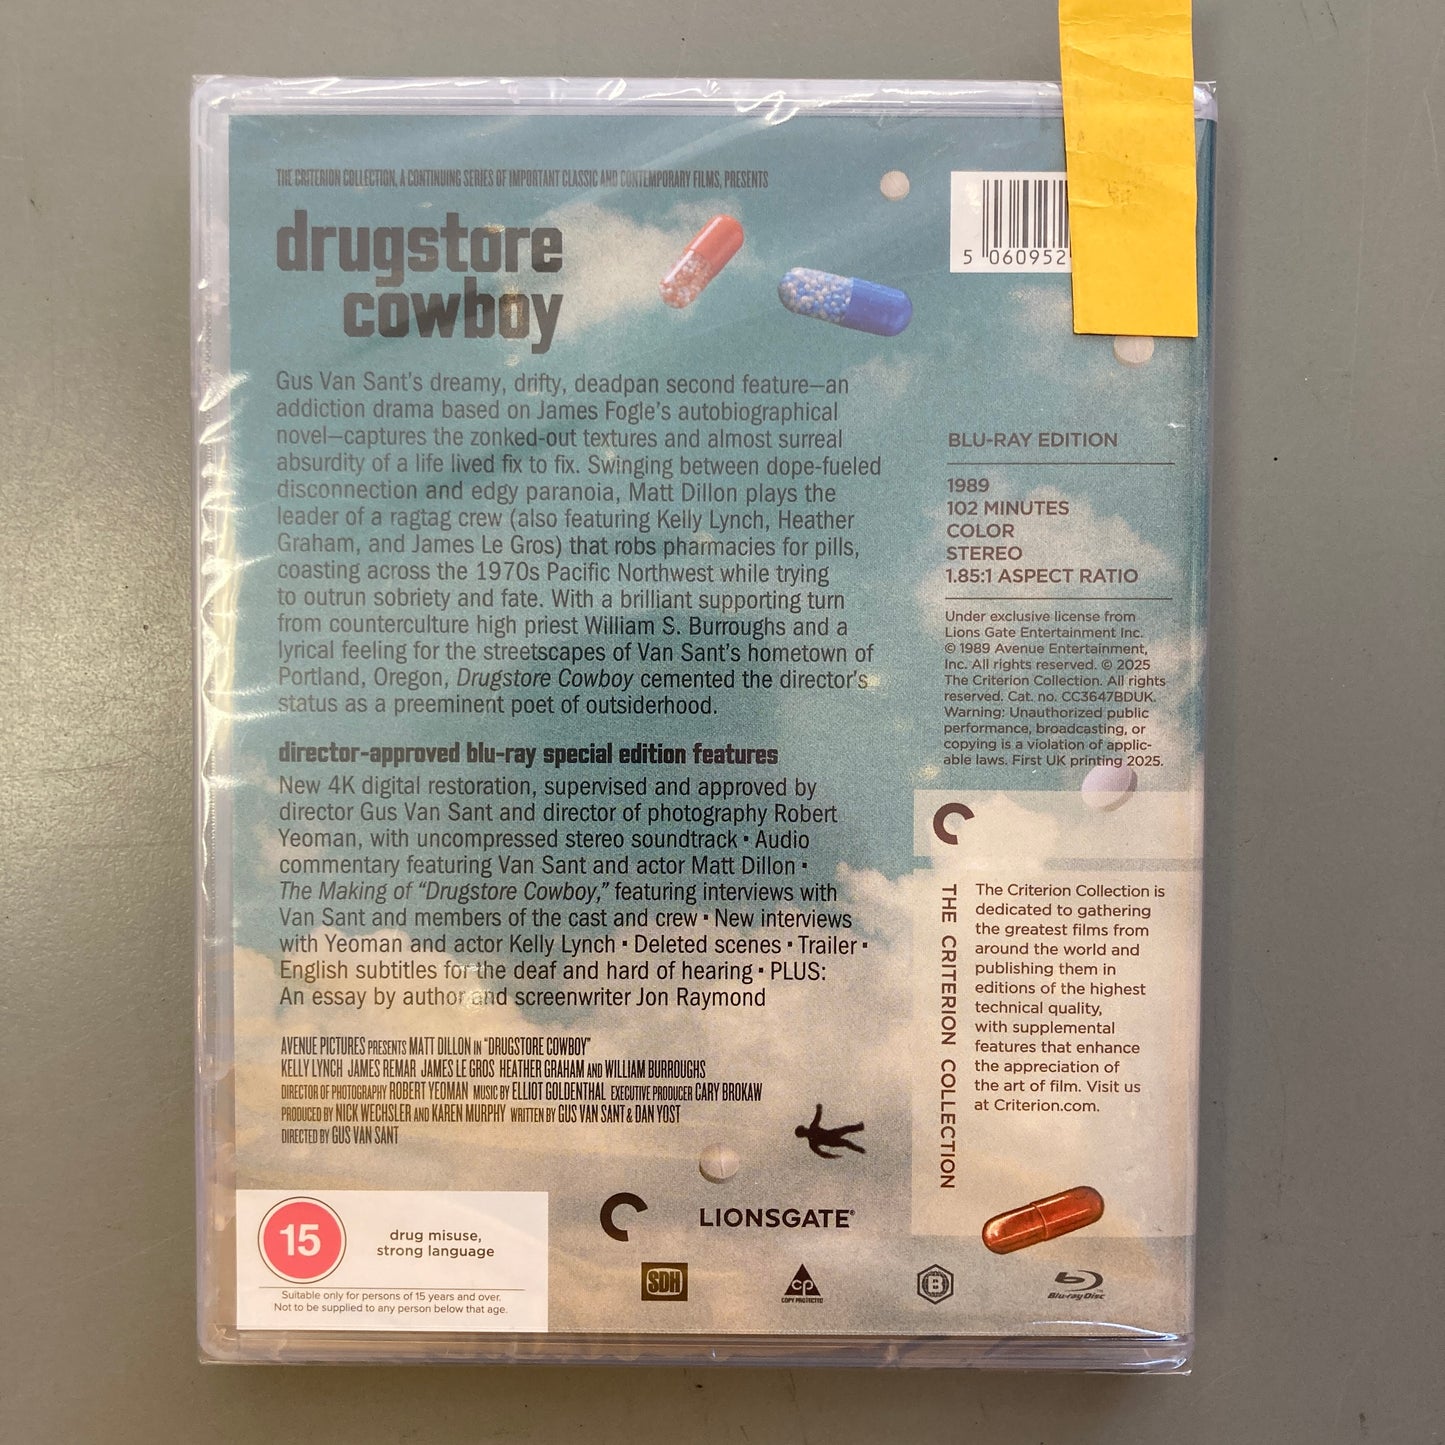 THE CRITERION COLLECTION, A CONTINUING SERIES OF IMPORTANT CLASSIC AND CONTEMPORARY FILMS, PRESENTS
drugstore
cowboy
Gus Van Sant's dreamy, drifty, deadpan second feature—an
addiction drama based on James Fogle's autobiographical
novel—captures the zonked-out textures and almost surreal
absurdity of a life lived fix to fix. Swinging between dope-fueled
disconnection and edgy paranoia, Matt Dillon plays the
leader of a ragtag crew (also featuring Kelly Lynch, Heather
Graham, and James Le Gros) that robs pharmacies for pills,
coasting across the 1970s Pacific Northwest while trying
to outrun sobriety and fate. With a brilliant supporting turn
from counterculture high priest William S. Burroughs and a
lyrical feeling for the streetscapes of Van Sant's hometown of
Portland, Oregon, Drugstore Cowboy cemented the director's
status as a preeminent poet of outsiderhood.
director-approved blu-ray special edition features
New 4K digital restoration, supervised and approved by
director Gus Van Sant and director of photography Robert
Yeoman, with uncompressed stereo soundtrack • Audio
commentary featuring Van Sant and actor Matt Dillon •
The Making of "Drugstore Cowboy," featuring interviews with
Van Sant and members of the cast and crew • New interviews
with Yeoman and actor Kelly Lynch • Deleted scenes • Trailer •
English subtitles for the deaf and hard of hearing • PLUS:
An essay by author and screenwriter Jon Raymond
AVENUE PICTURES PRESENTS MATT DILLON IN "DRUGSTORE COWBOY"
KELLY LYNCH JAMES REMAR JAMES LE GROS HEATHER GRAHAM AND WILLIAM BURROUGHS
DIRECTOR OF PHOTOGRAPHY ROBERT YEOMAN MUSIC BY ELLIOT GOLDENTHAL EXECUTIVE PRODUCER CARY BROKAW
PRODUCED BY NICK WECHSLER AND KAREN MURPHY WRITTEN BY GUS VAN SANT & DAN YOST
DIRECTED BY GUS VAN SANT
15
drug misuse,
strong language
Suitable only for persons of 15 years and over.
Not to be supplied to any person below that age.
LIONSGATE®
SDH
CP
COPY PROTECTED
B
Blu-ray Disc
5 060952
BLU-RAY EDITION
1989
102 MINUTES
COLOR
STEREO
1.85:1 ASPECT RATIO
Under exclusive license from
Lions Gate Entertainment Inc.
© 1989 Avenue Entertainment,
Inc. All rights reserved. © 2025
The Criterion Collection. All rights
reserved. Cat. no. CC3647BDUK.
Warning: Unauthorized public
performance, broadcasting, or
copying is a violation of applic-
able laws. First UK printing 2025.
THE CRITERION COLLECTION
The Criterion Collection is
dedicated to gathering
the greatest films from
around the world and
publishing them in
editions of the highest
technical quality,
with supplemental
features that enhance
the appreciation of
the art of film. Visit us
at Criterion.com.